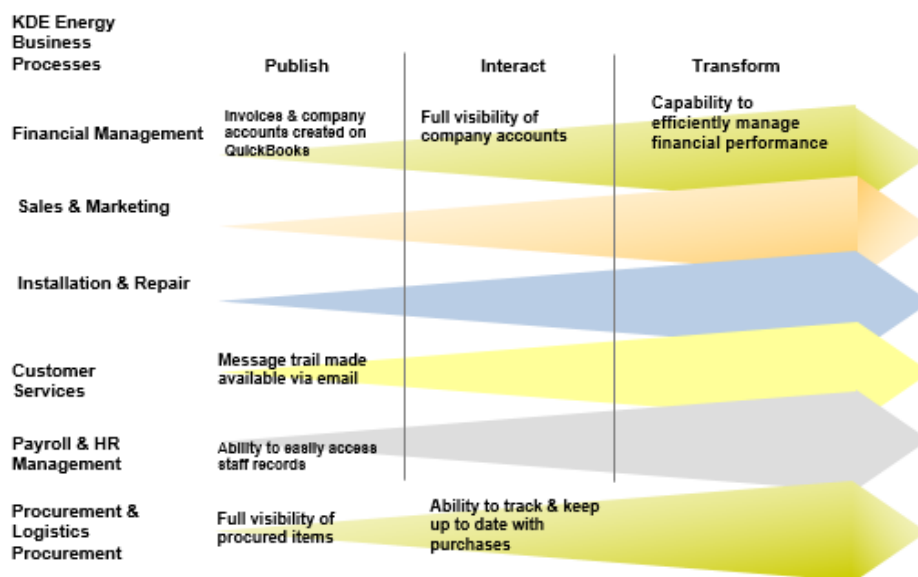 KDE Energy
Business
Processes
Publish
Interact
Transform
Financial Management
Invoices & company
accounts created on
QuickBooks
Full visibility of
company accounts
Capability to
efficiently manage
financial performance
Sales & Marketing
Installation & Repair
Customer
Services
Message trail made
available via email
Payroll & HR
Management
Ability to easily access
staff records
Procurement &
Logistics
Procurement
Full visibility of
procured items
Ability to track & keep
up to date with
purchases